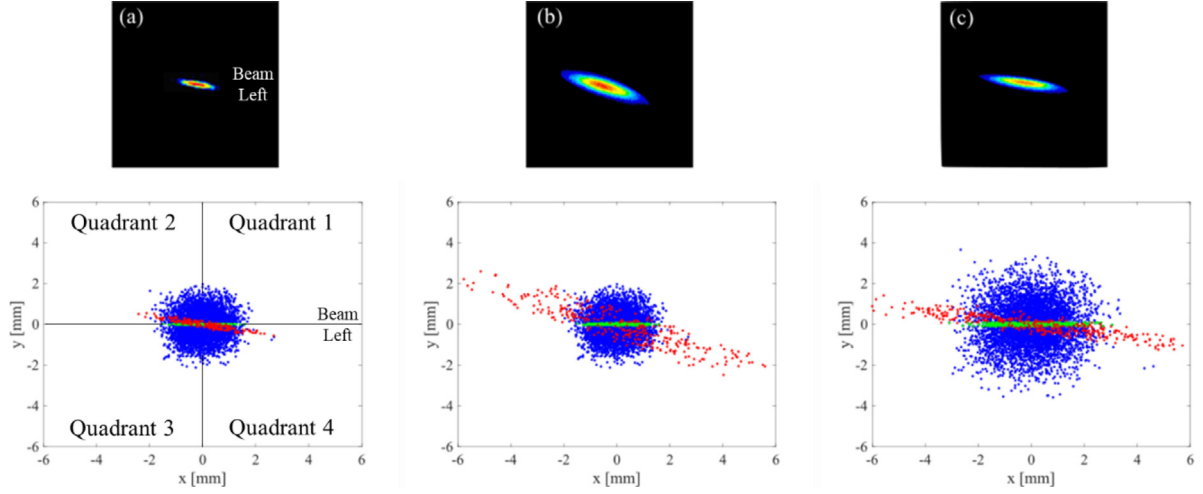 (a)
Beam
Left
(b)
(c)
6
4
2
0
-2
-4
-6
y [mm]
Quadrant 2
Quadrant 1
Beam
Left
Quadrant 3
Quadrant 4
-6 -4 -2 0 2 4 6
x [mm]
6
4
2
0
-2
-4
-6
y [mm]
-6 -4 -2 0 2 4 6
x [mm]
6
4
2
0
-2
-4
-6
y [mm]
-6 -4 -2 0 2 4 6
x [mm]